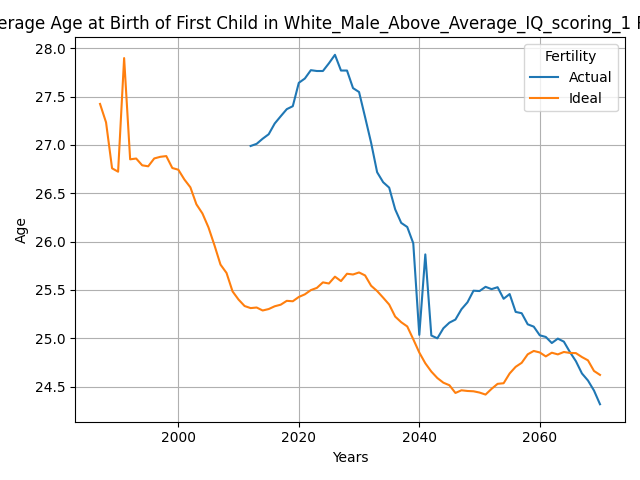 Average Age at Birth of First Child in White_Male_Above_Average_IQ_scoring_1
28.0
27.5
27.0
26.5
26.0
25.5
25.0
24.5
Age
Fertility
Actual
Ideal
2000
2020
2040
2060
Years